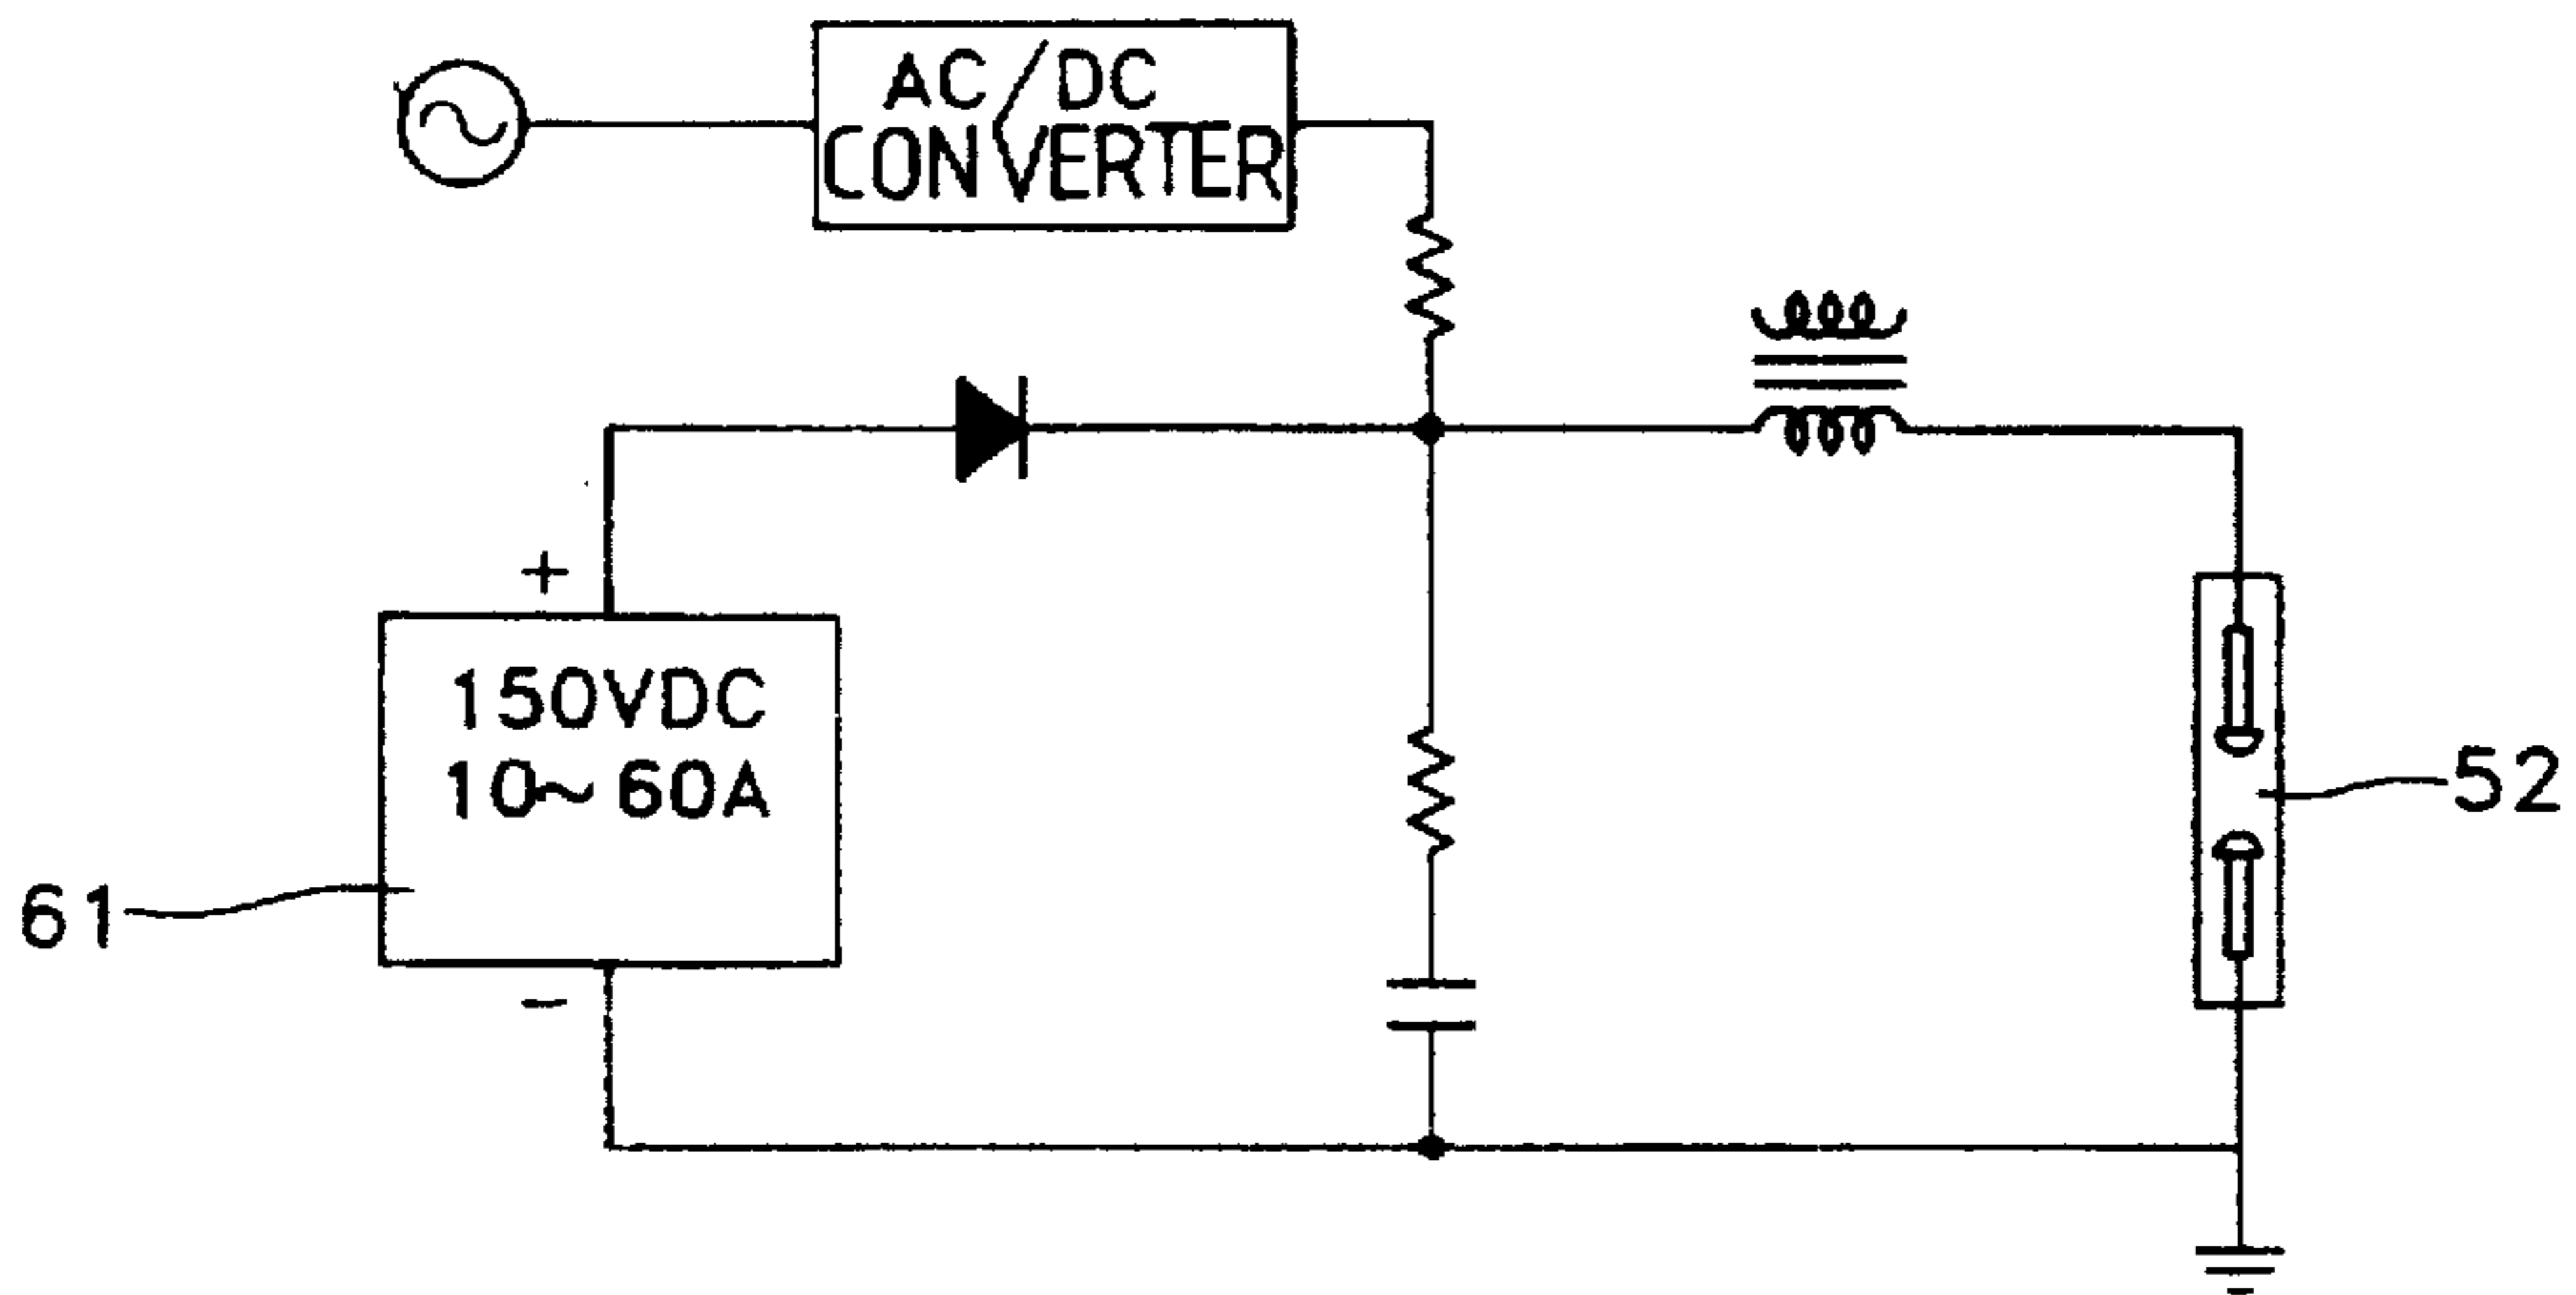 AC/DC
CONVERTER
+
150VDC
10~60A
61
−
52